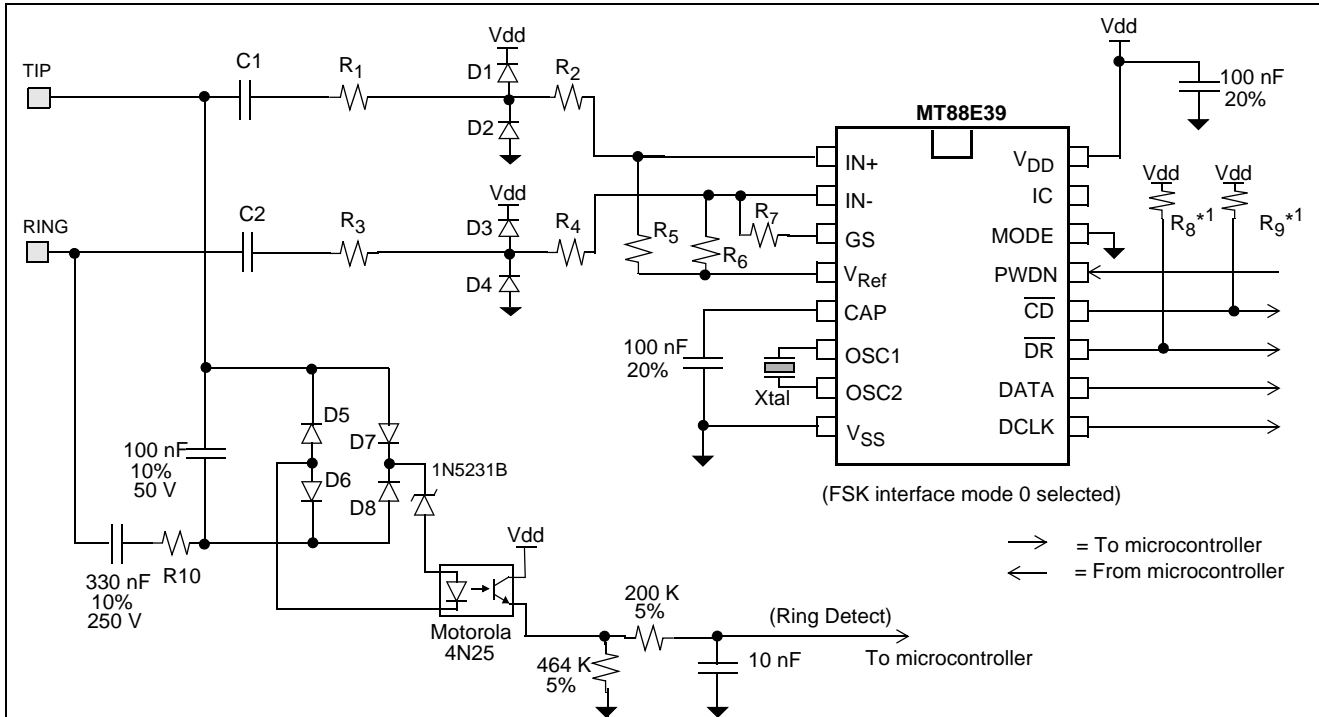 TIP
C1
R1
Vdd
D1
D2
R2
Vdd
100 nF
20%
MT88E39
RING
C2
R3
Vdd
D3
D4
R4
R5
R6
R7
IN+
IN-
GS
VRef
CAP
OSC1
OSC2
VSS
VDD
IC
MODE
PWDN
CD
DR
DATA
DCLK
Vdd
R8*1
Vdd
R9*1
100 nF
20%
Xtal
(FSK interface mode 0 selected)
= To microcontroller
= From microcontroller
100 nF
10%
50 V
D5
D6
D7
D8
1N5231B
330 nF
10%
250 V
R10
Vdd
Motorola
4N25
200 K
5%
464 K
5%
(Ring Detect)
10 nF
To microcontroller